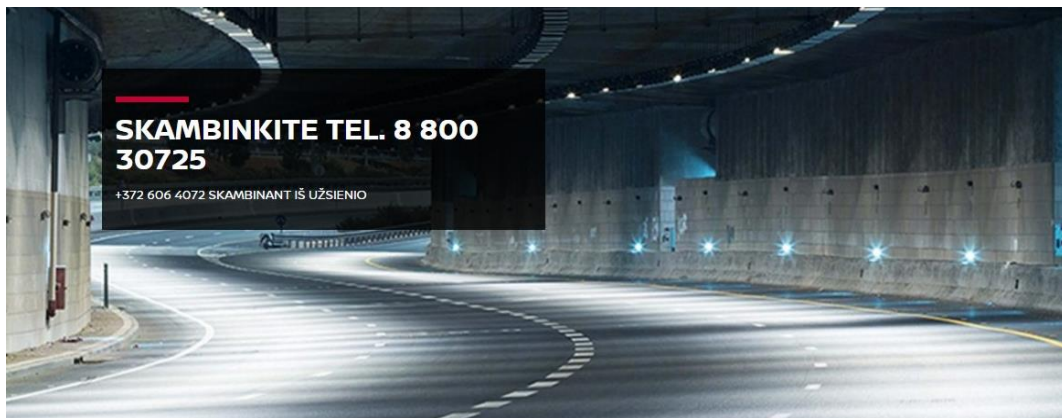 SKAMBINKITE TEL. 8 800
30725
+372 606 4072 SKAMBINANT IŠ UŽSIENIO